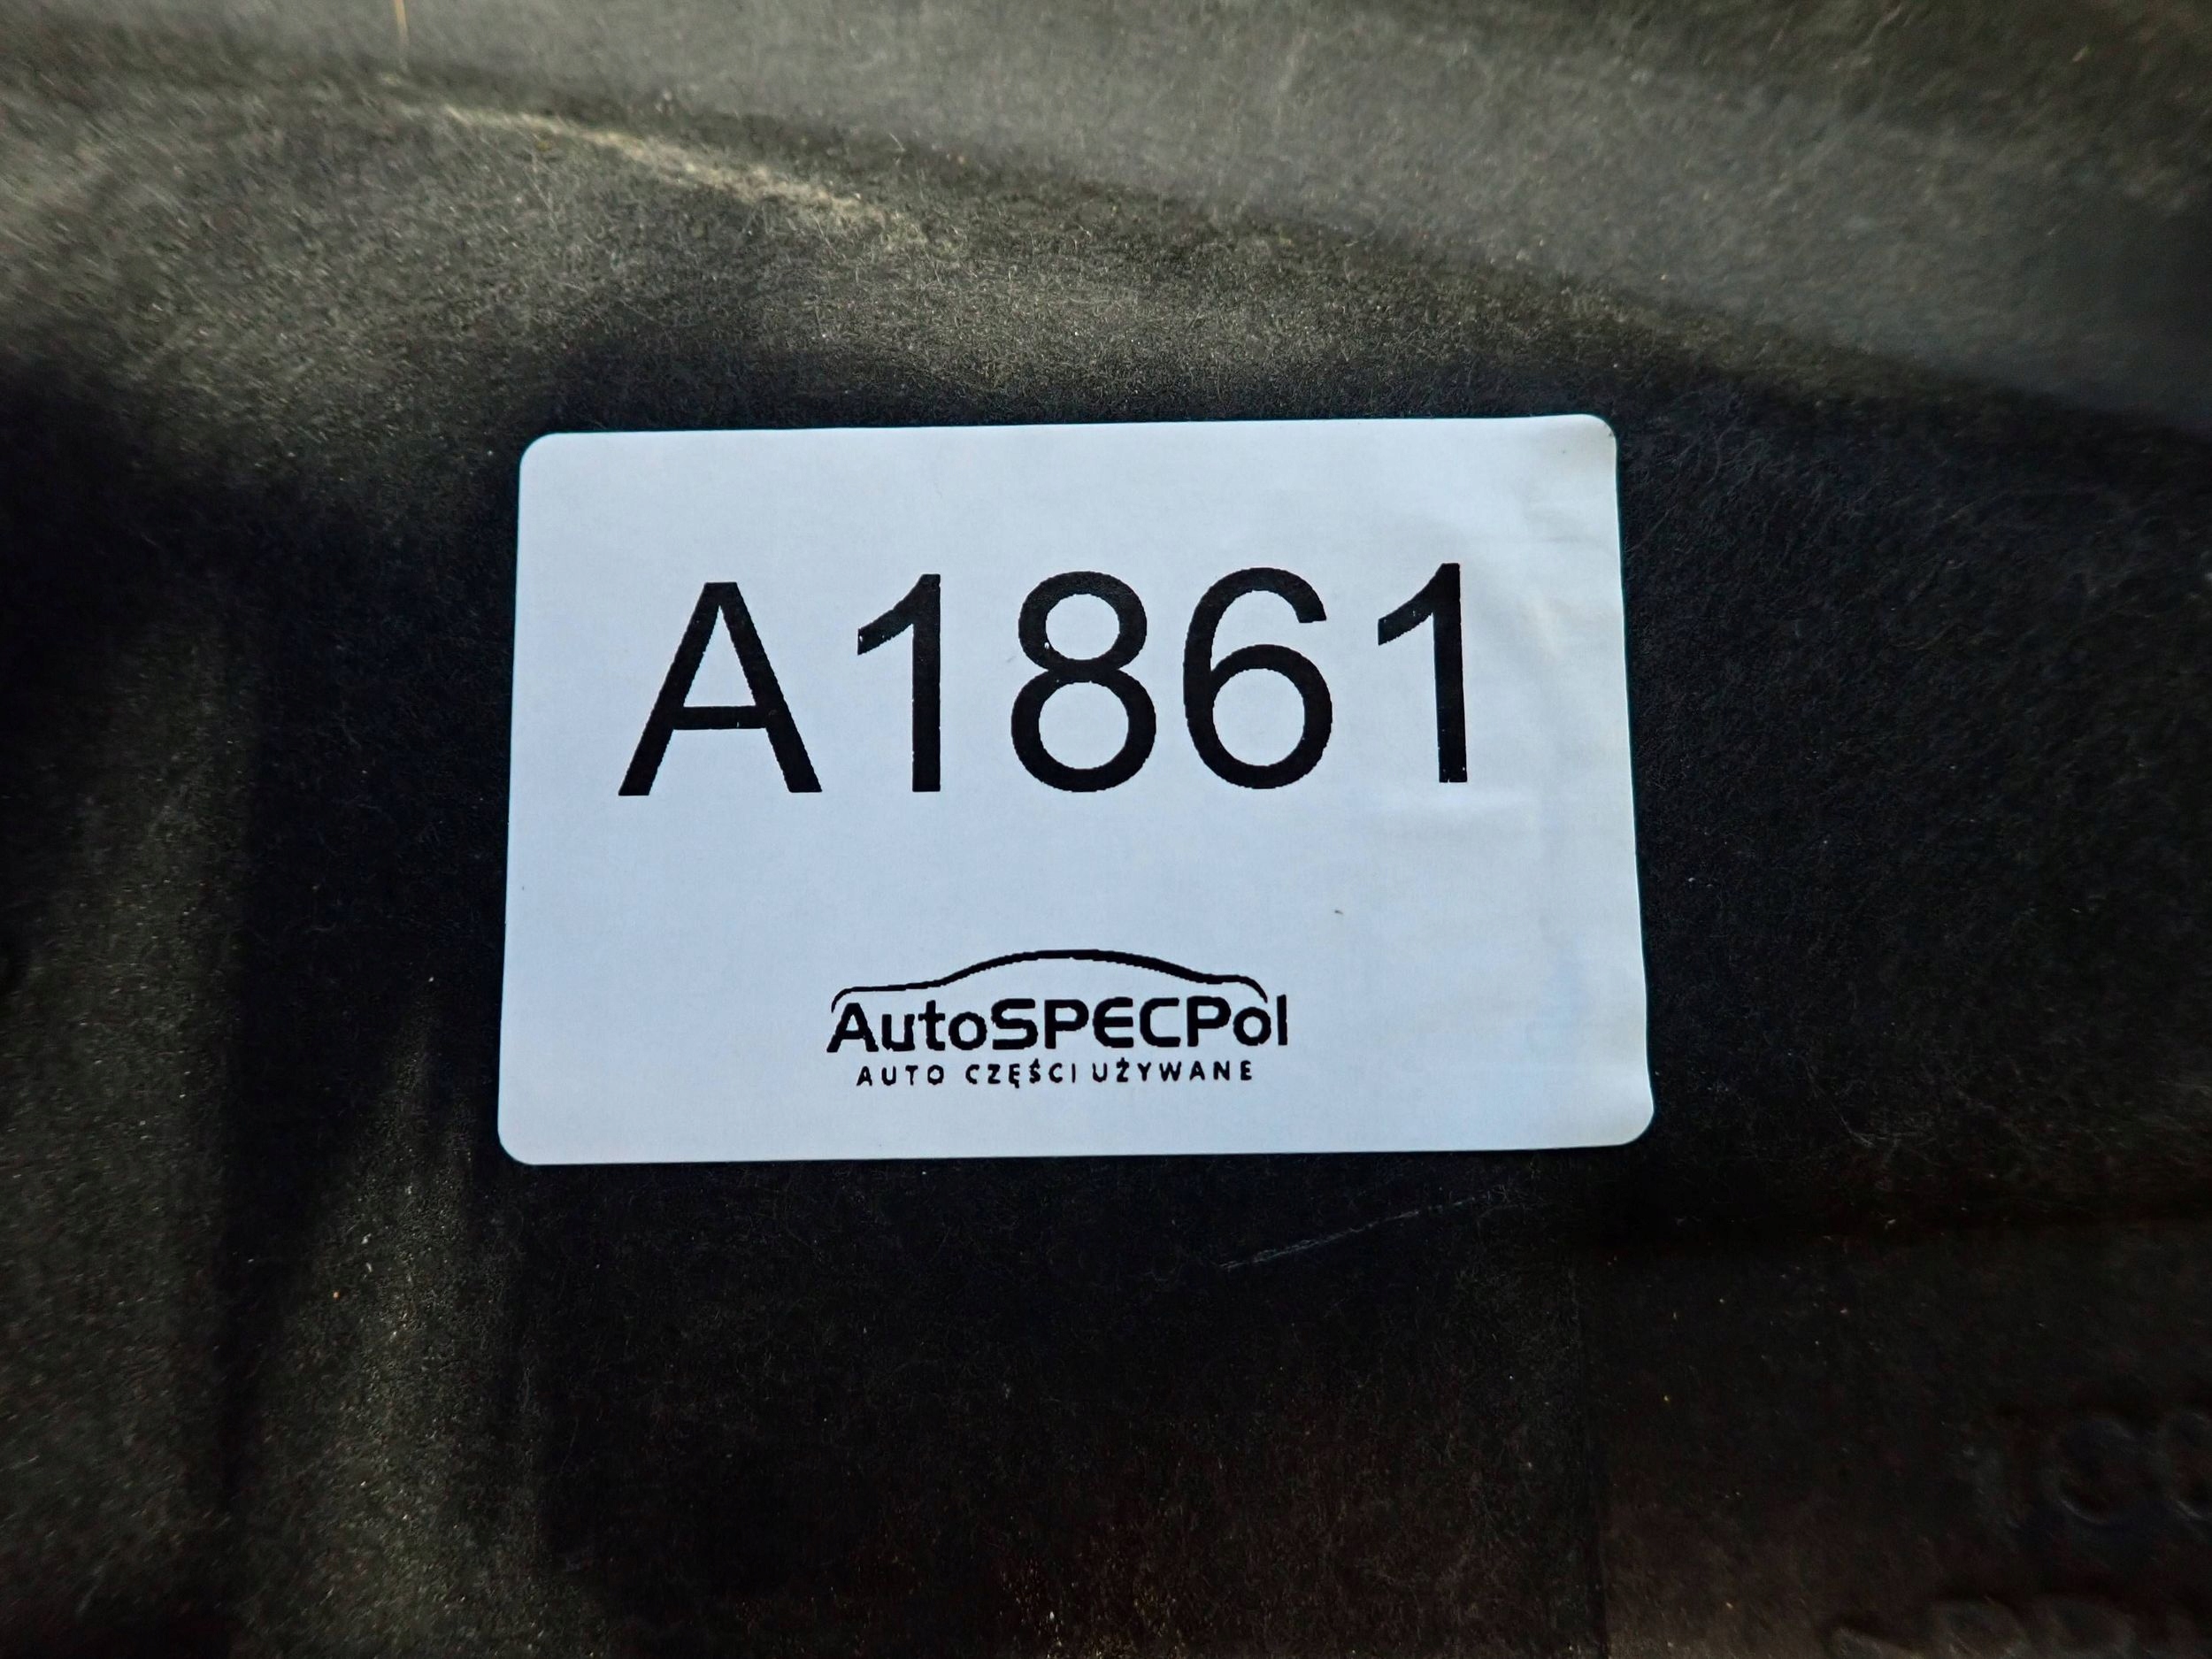 A1861
AutoSPECPol
AUTO CZĘŚCI UŻYWANE